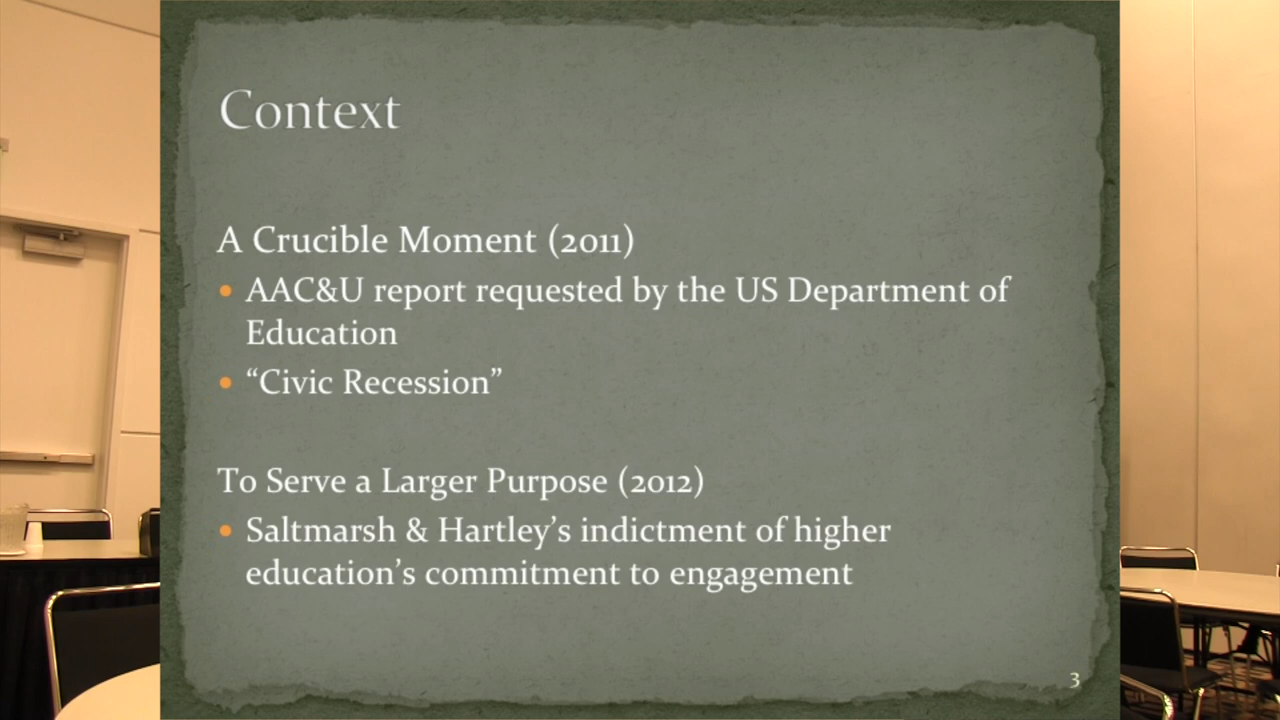 Context
A Crucible Moment (2011)
• AAC&U report requested by the US Department of
Education
• “Civic Recession”
To Serve a Larger Purpose (2012)
• Saltmarsh & Hartley’s indictment of higher
education’s commitment to engagement
3